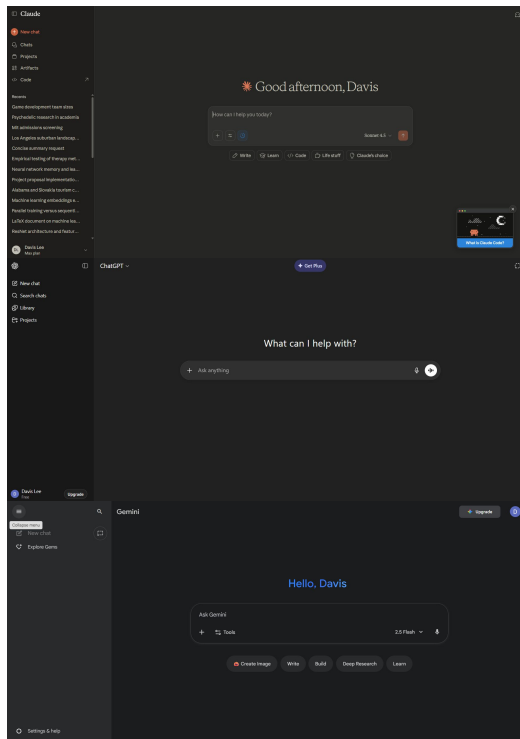 Claude
New chat
Chats
Projects
Artifacts
Code
Recents
Game development team sizes
Psychedelic research in academia
MS admissions screening
Los Angeles suburban landscap...
Concise summary request
Empirical testing of therapy met...
Neural network memory and lea...
Project proposal implementatio...
Alabama and Slovakia tourism c...
Machine learning embeddings e...
Parallel training versus sequenti...
LaTeX document on machine lea...
ResNet architecture and featur...
DL
Davis Lee
Max plan
Good afternoon, Davis
How can I help you today?
Sonnet 4.5
Write
Learn
Code
Life stuff
Claude's choice
What is Claude Code?
ChatGPT
Get Plus
New chat
Search chats
Library
Projects
What can I help with?
Ask anything
D
Davis Lee
Free
Upgrade
Gemini
Upgrade
D
Collapse menu
New chat
Explore Gems
Hello, Davis
Ask Gemini
Tools
2.5 Flash
Create Image
Write
Build
Deep Research
Learn
Settings & help